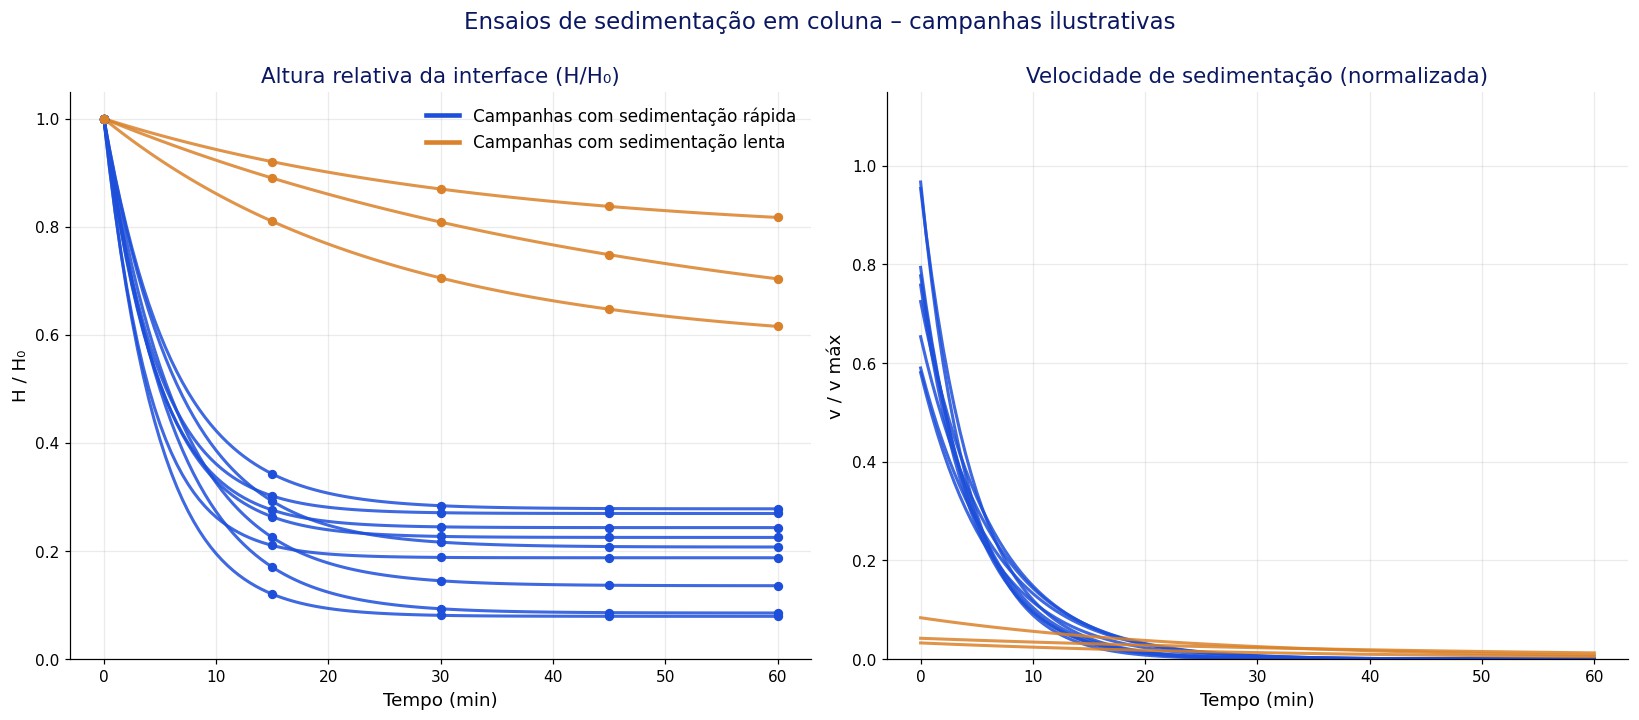 Ensaios de sedimentação em coluna – campanhas ilustrativas
Altura relativa da interface (H/H₀)
Campanhas com sedimentação rápida
Campanhas com sedimentação lenta
H / H₀
1.0
0.8
0.6
0.4
0.2
0.0
0 10 20 30 40 50 60
Tempo (min)
Velocidade de sedimentação (normalizada)
v / v máx
1.0
0.8
0.6
0.4
0.2
0.0
0 10 20 30 40 50 60
Tempo (min)